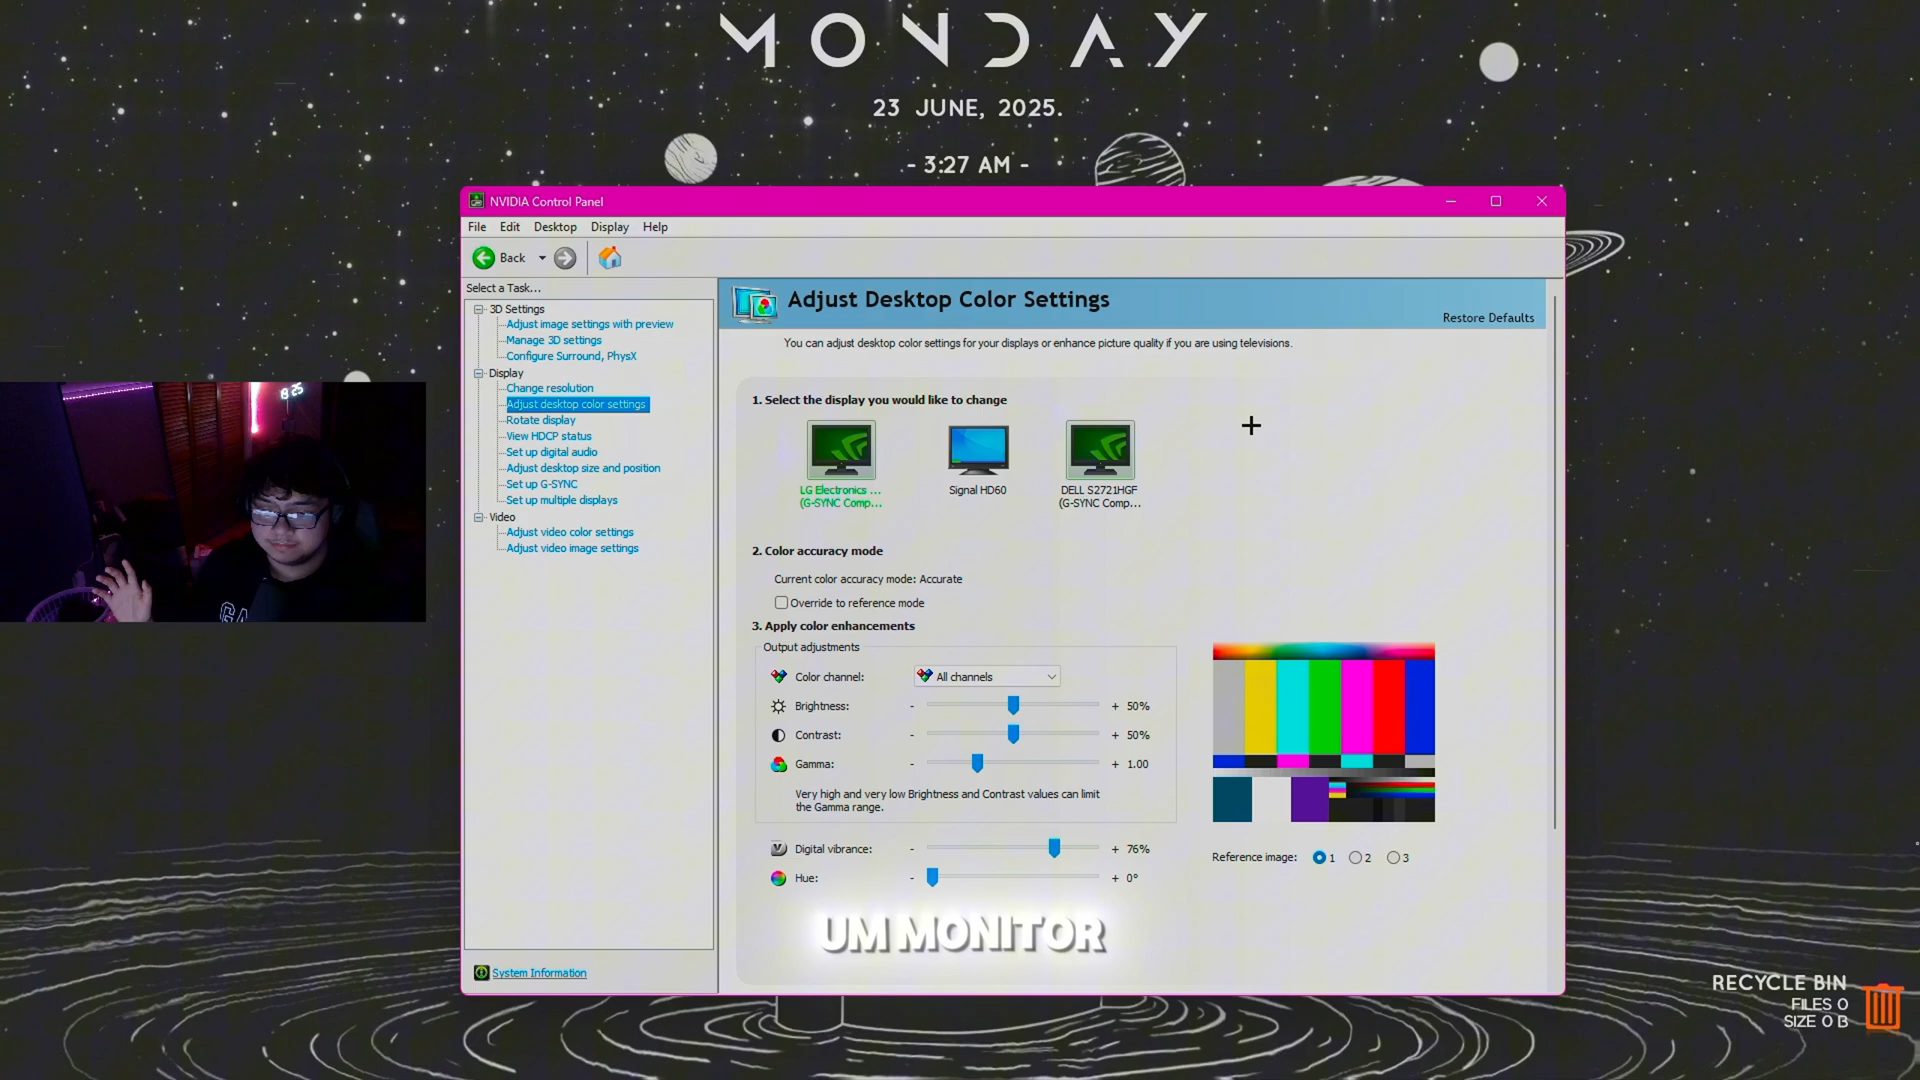 MONDAY
23 JUNE, 2025.
- 3:27 AM -
NVIDIA Control Panel
File Edit Desktop Display Help
Back
Select a Task...
3D Settings
Adjust image settings with preview
Manage 3D settings
Configure Surround, PhysX
Display
Change resolution
Adjust desktop color settings
Rotate display
View HDCP status
Set up digital audio
Adjust desktop size and position
Set up G-SYNC
Set up multiple displays
Video
Adjust video color settings
Adjust video image settings
System Information
Adjust Desktop Color Settings
Restore Defaults
You can adjust desktop color settings for your displays or enhance picture quality if you are using televisions.
1. Select the display you would like to change
LG Electronics ...
(G-SYNC Comp...
Signal HD60
DELL S2721HGF
(G-SYNC Comp...
2. Color accuracy mode
Current color accuracy mode: Accurate
Override to reference mode
3. Apply color enhancements
Output adjustments
Color channel: All channels
Brightness: - + 50%
Contrast: - + 50%
Gamma: - + 1.00
Very high and very low Brightness and Contrast values can limit
the Gamma range.
Digital vibrance: - + 76%
Hue: - + 0°
Reference image: 1 2 3
UM MONITOR
RECYCLE BIN
FILES 0
SIZE 0 B